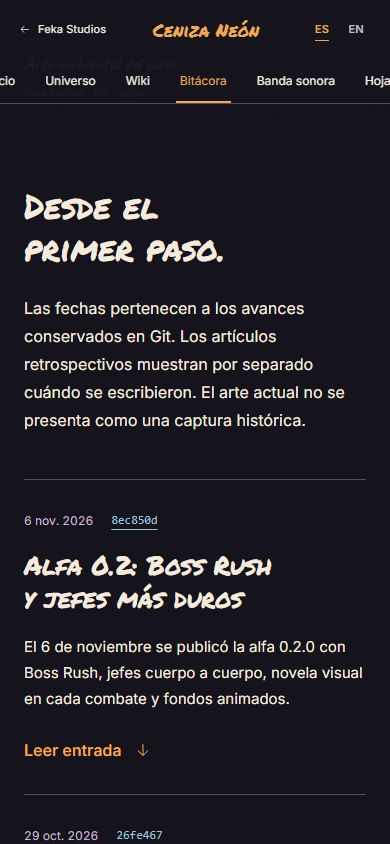 ← Feka Studios
Ceniza Neón
ES EN
Arte ambiental del juego
cio Universo Wiki Bitácora Banda sonora Hoja
Desde el
primer paso.
Las fechas pertenecen a los avances
conservados en Git. Los artículos
retrospectivos muestran por separado
cuándo se escribieron. El arte actual no se
presenta como una captura histórica.
6 nov. 2026 8ec850d
Alfa 0.2: Boss Rush
y jefes más duros
El 6 de noviembre se publicó la alfa 0.2.0 con
Boss Rush, jefes cuerpo a cuerpo, novela visual
en cada combate y fondos animados.
Leer entrada ↓
29 oct. 2026 26fe467